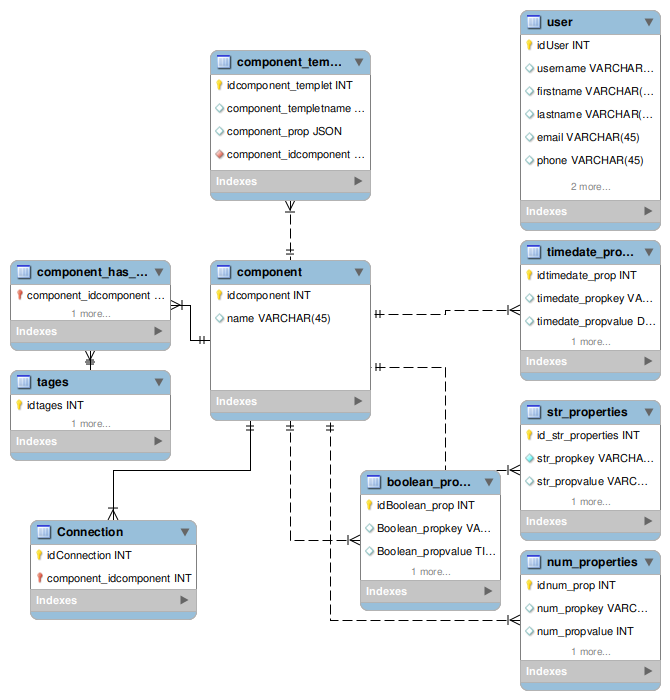 user
idUser INT
username VARCHAR...
firstname VARCHAR(...
lastname VARCHAR(...
email VARCHAR(45)
phone VARCHAR(45)
2 more...
Indexes
component_tem...
idcomponent_templet INT
component_templetname ...
component_prop JSON
component_idcomponent ...
Indexes
timedate_pro...
idtimedate_prop INT
timedate_propkey VA...
timedate_propvalue D...
1 more...
Indexes
component_has_...
component_idcomponent ...
1 more...
Indexes
component
idcomponent INT
name VARCHAR(45)
Indexes
tages
idtages INT
1 more...
Indexes
str_properties
id_str_properties INT
str_propkey VARCHA...
str_propvalue VARC...
1 more...
Indexes
boolean_pro...
idBoolean_prop INT
Boolean_propkey VA...
Boolean_propvalue TI...
1 more...
Indexes
Connection
idConnection INT
component_idcomponent INT
Indexes
num_properties
idnum_prop INT
num_propkey VARC...
num_propvalue INT
1 more...
Indexes